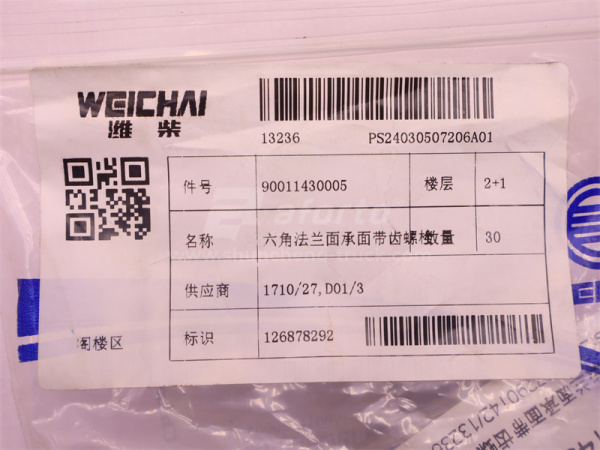 WEICHAI
潍柴
13236 PS24030507206A01
件号 90011430005 楼层 2+1
名称 六角法兰面承面带齿螺栓 数量 30
供应商 1710/27,D01/3
标识 126878292
阁楼区